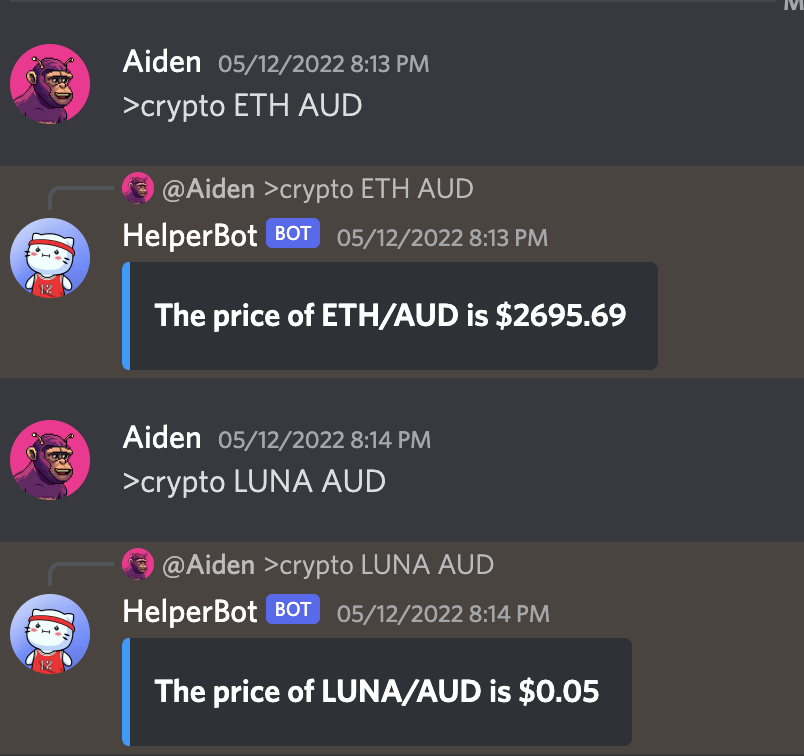 Aiden 05/12/2022 8:13 PM
>crypto ETH AUD
@Aiden >crypto ETH AUD
HelperBot BOT 05/12/2022 8:13 PM
The price of ETH/AUD is $2695.69
Aiden 05/12/2022 8:14 PM
>crypto LUNA AUD
@Aiden >crypto LUNA AUD
HelperBot BOT 05/12/2022 8:14 PM
The price of LUNA/AUD is $0.05